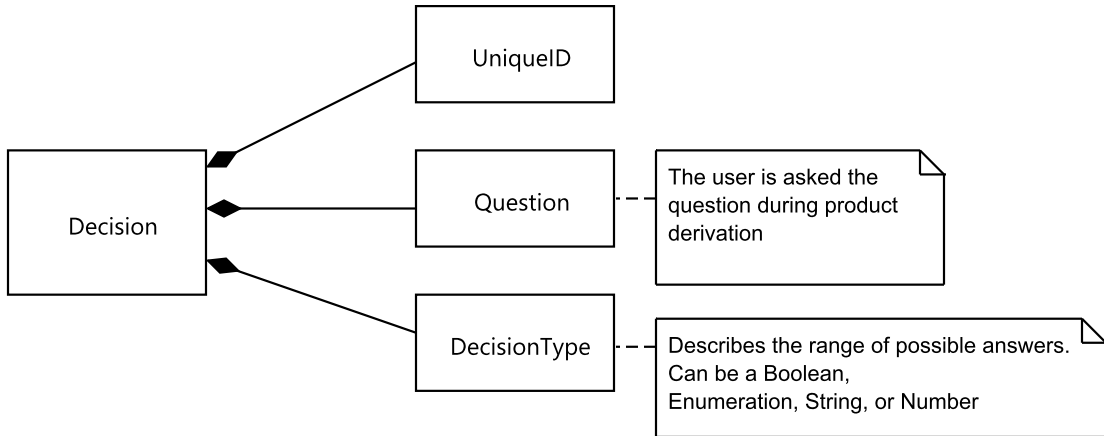 UniqueID
Decision
Question
The user is asked the
question during product
derivation
DecisionType
Describes the range of possible answers.
Can be a Boolean,
Enumeration, String, or Number